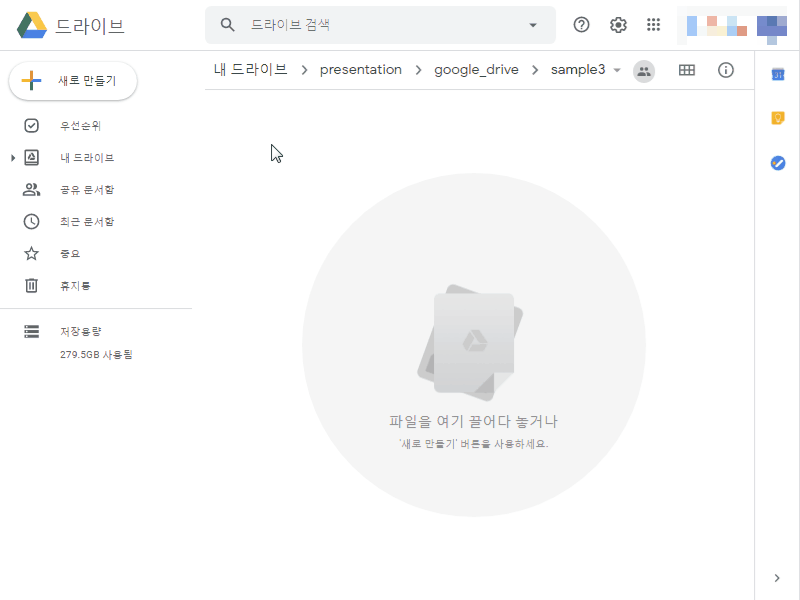 드라이브
드라이브 검색
새로 만들기
내 드라이브 > presentation > google_drive > sample3
우선순위
내 드라이브
공유 문서함
최근 문서함
중요
휴지통
저장용량
279.5GB 사용됨
파일을 여기 끌어다 놓거나
'새로 만들기' 버튼을 사용하세요.
31